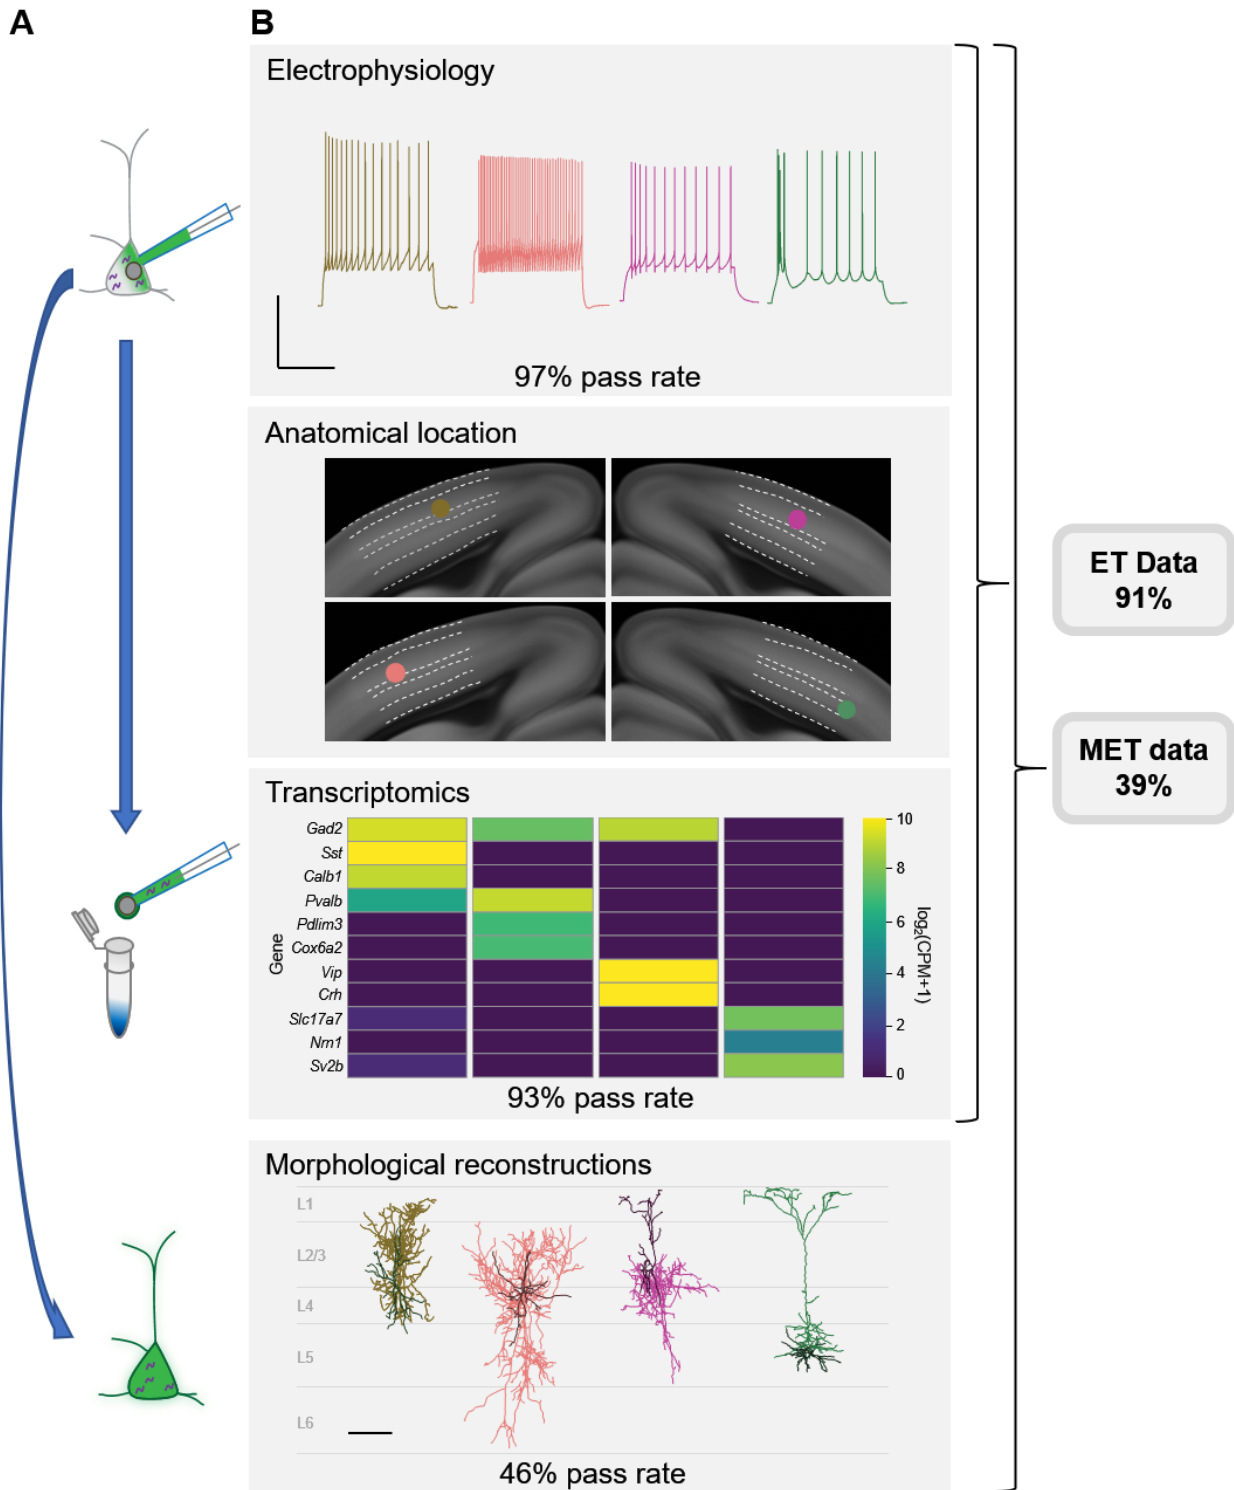 A
B
Electrophysiology
97% pass rate
Anatomical location
Transcriptomics
Gene
Gad2
Sst
Calb1
Pvalb
Pdlim3
Cox6a2
Vip
Crh
Slc17a7
Nrn1
Sv2b
10
8
6
4
2
0
log2(CPM+1)
93% pass rate
Morphological reconstructions
L1
L2/3
L4
L5
L6
46% pass rate
ET Data
91%
MET data
39%